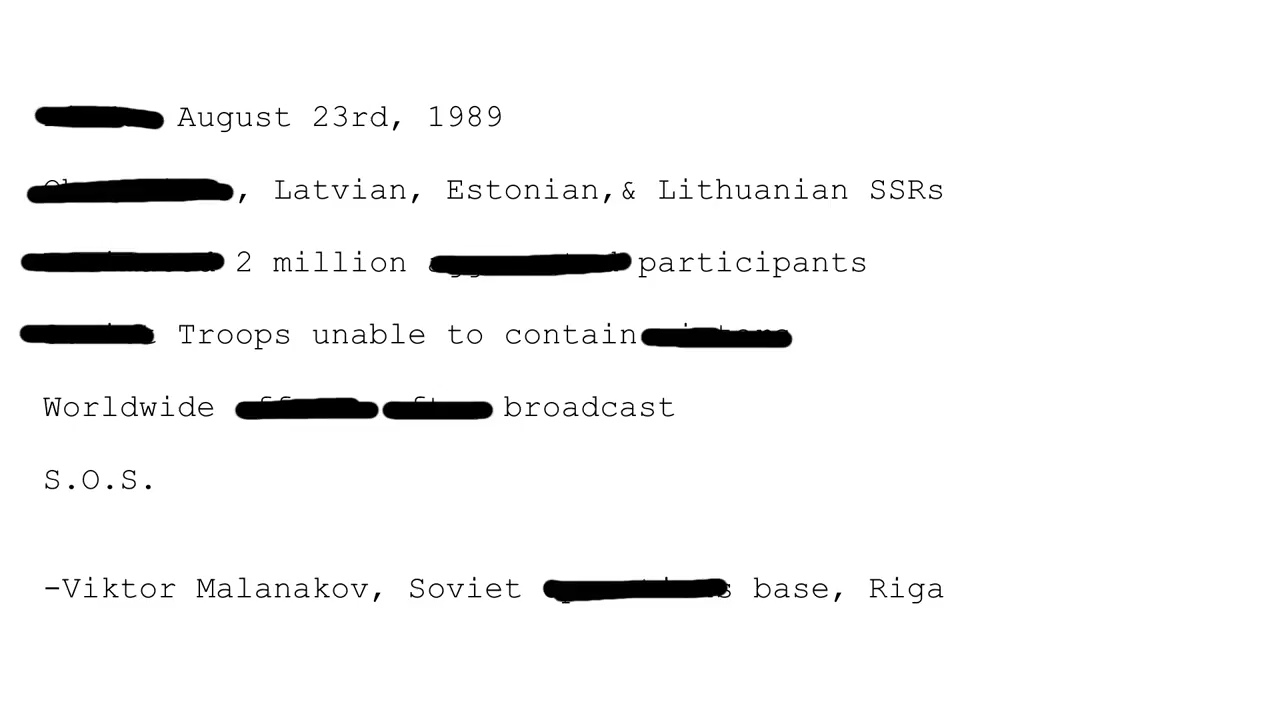 August 23rd, 1989
, Latvian, Estonian,& Lithuanian SSRs
2 million participants
Troops unable to contain
Worldwide broadcast
S.O.S.
-Viktor Malanakov, Soviet base, Riga